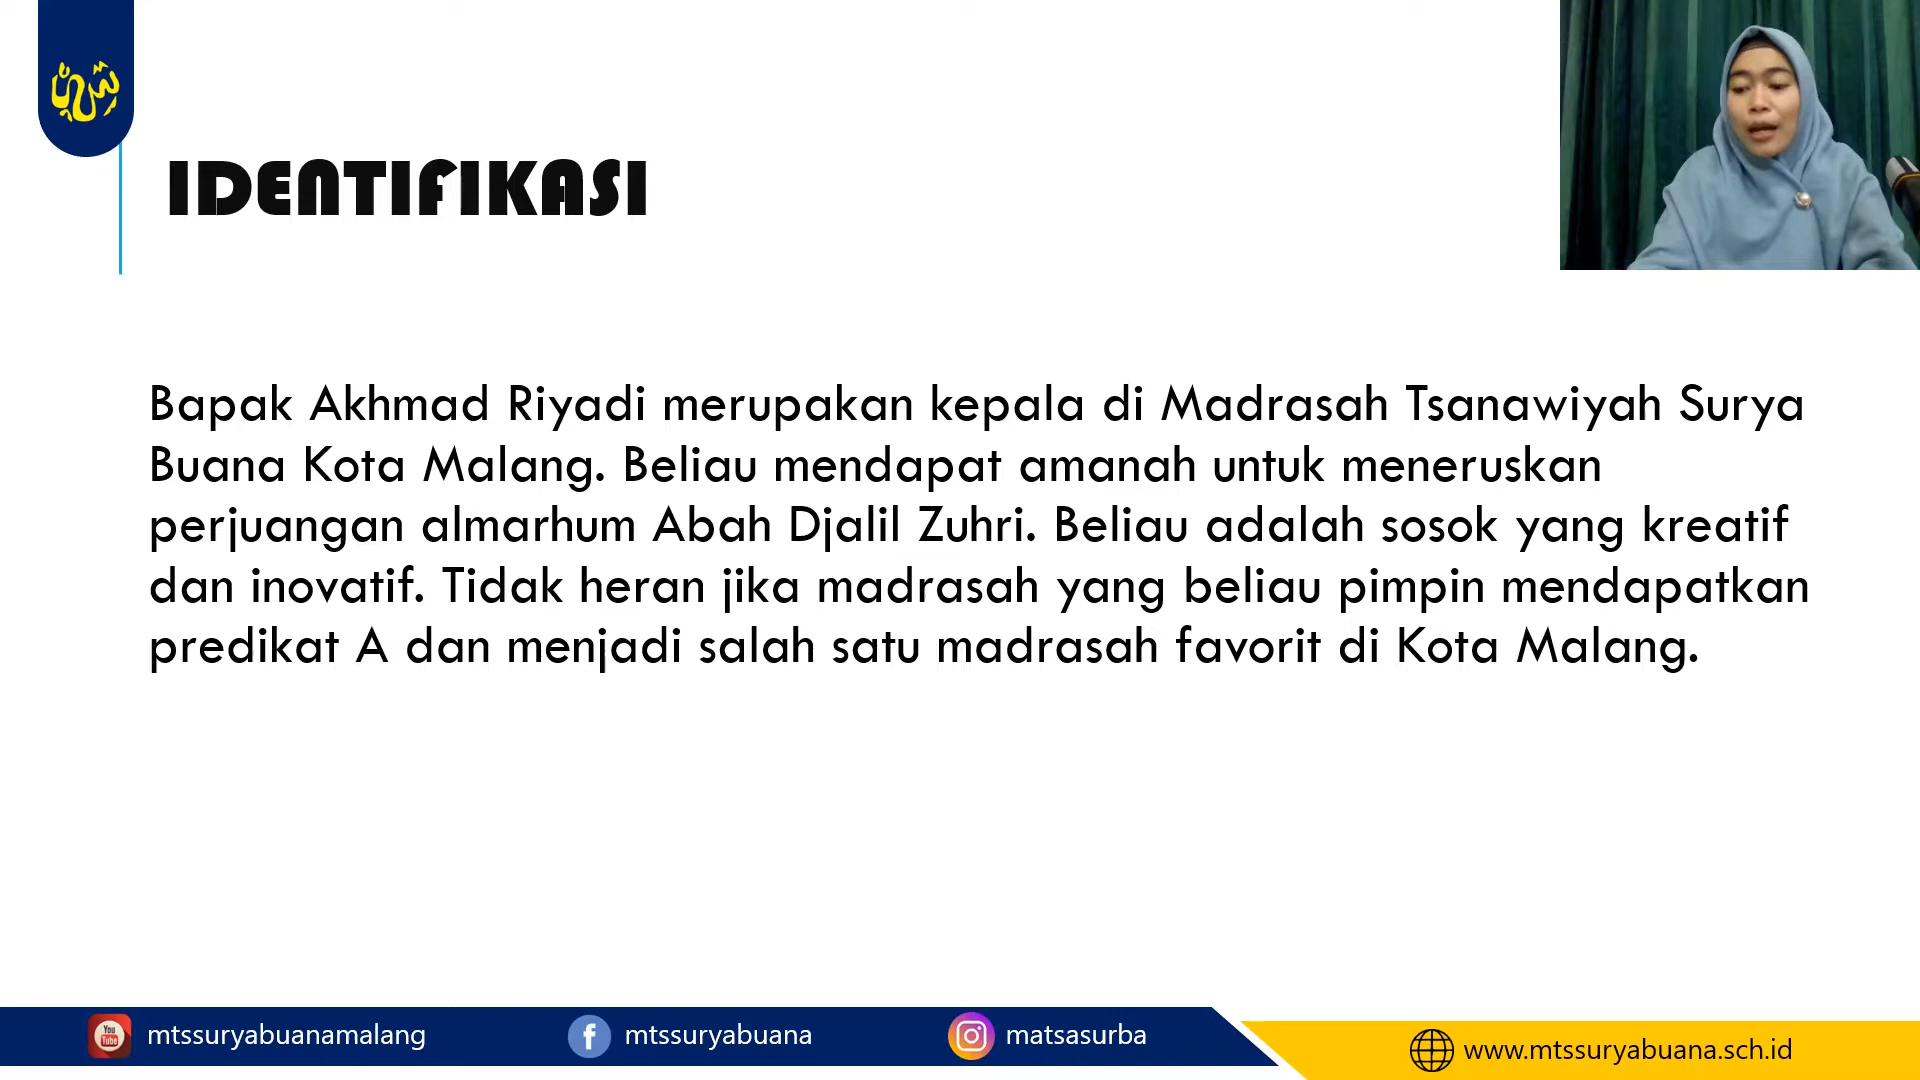 IDENTIFIKASI
Bapak Akhmad Riyadi merupakan kepala di Madrasah Tsanawiyah Surya
Buana Kota Malang. Beliau mendapat amanah untuk meneruskan
perjuangan almarhum Abah Djalil Zuhri. Beliau adalah sosok yang kreatif
dan inovatif. Tidak heran jika madrasah yang beliau pimpin mendapatkan
predikat A dan menjadi salah satu madrasah favorit di Kota Malang.
You
Tube
mtssuryabuanamalang
mtssuryabuana
matsasurba
www.mtssuryabuana.sch.id